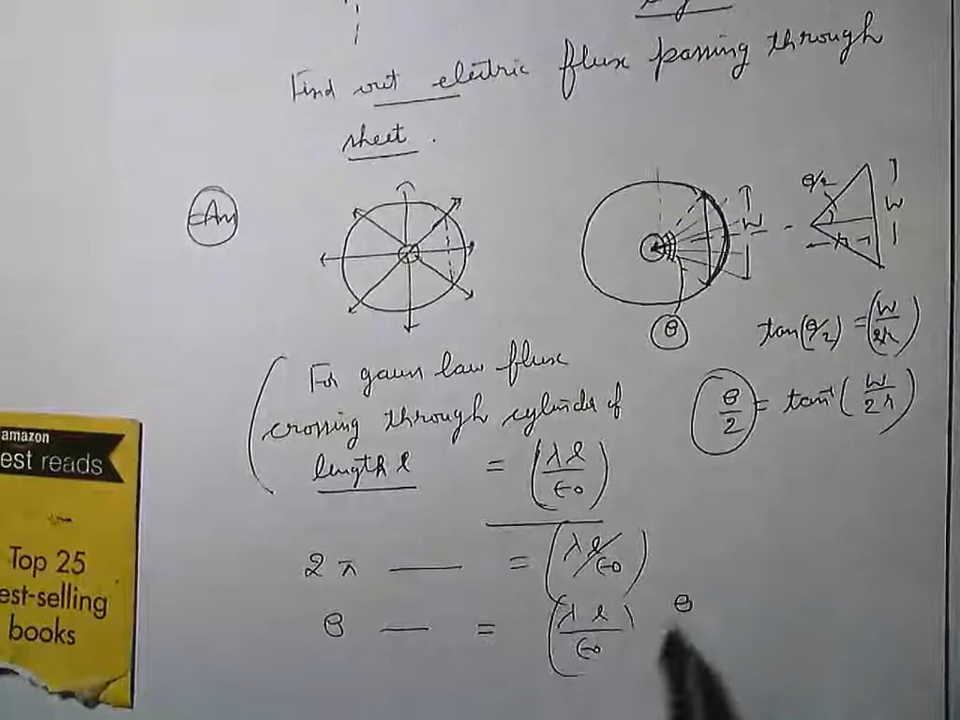 Find out electric flux passing through
sheet.
Ans
θ/2
W
W
r
θ
tan(θ/2) = (W/2r)
θ/2 = tan⁻¹(W/2r)
For gauss law flux
crossing through cylinder of
length l = (λl/ϵ0)
2π — = (λl/ϵ0)
θ — = (λl/ϵ0) θ
amazon
est reads
Top 25
est-selling
books